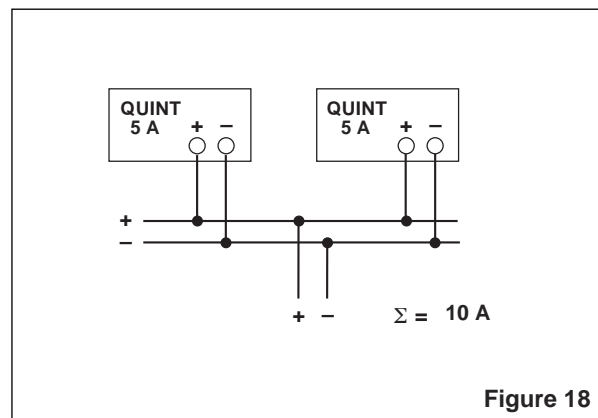 QUINT
5 A + −
QUINT
5 A + −
+
−
+ − Σ = 10 A
Figure 18